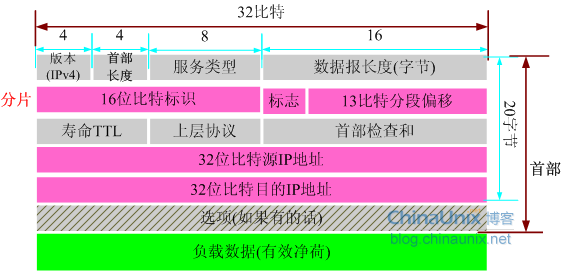 32比特
4 4 8 16
版本 首部 服务类型 数据报长度(字节)
(IPv4) 长度
分片 16位比特标识 标志 13比特分段偏移
20字节
寿命TTL 上层协议 首部检查和
首部
32位比特源IP地址
32位比特目的IP地址
选项(如果有的话)
ChinaUnix博客
blog.chinaunix.net
负载数据(有效净荷)